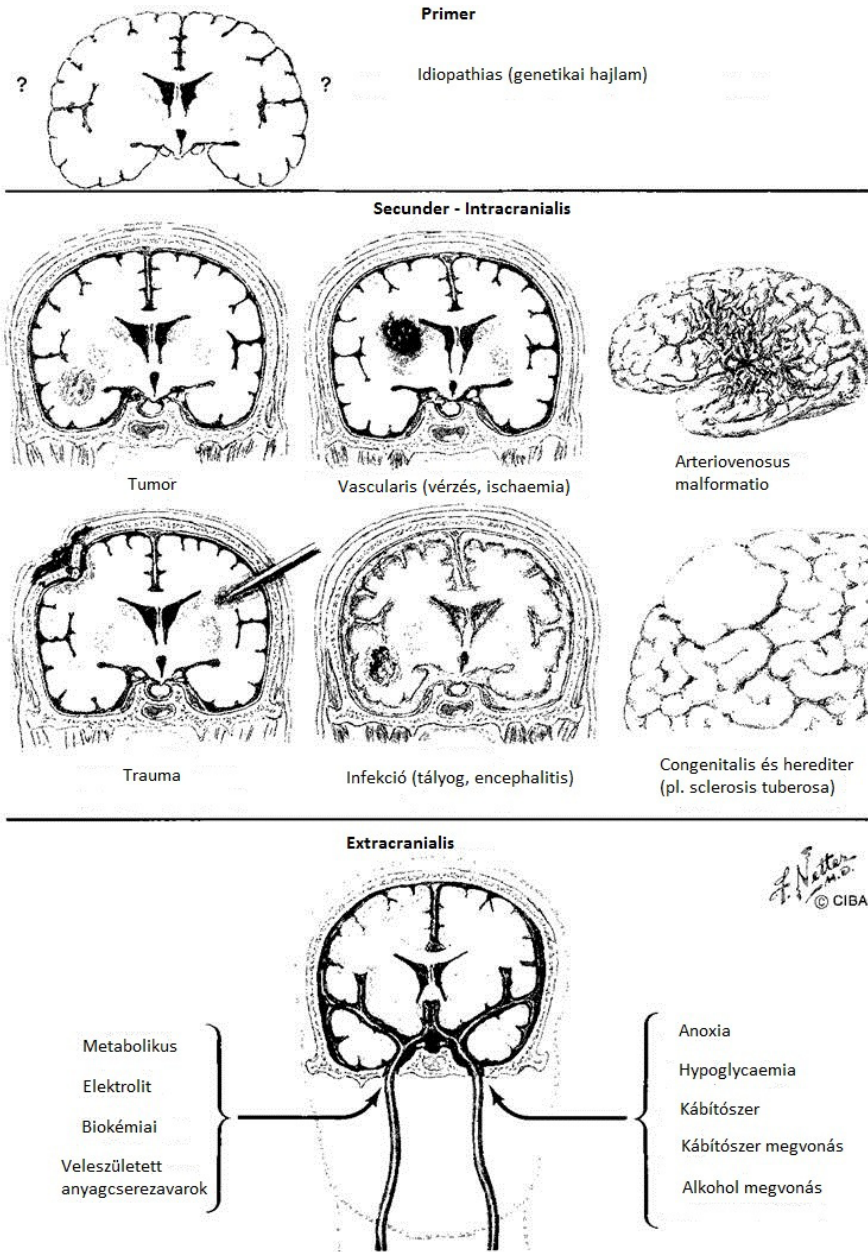 Primer
? ?
Idiopathias (genetikai hajlam)
Secunder - Intracranialis
Tumor
Vascularis (vérzés, ischaemia)
Arteriovenosus
malformatio
Trauma
Infekció (tályog, encephalitis)
Congenitalis és herediter
(pl. sclerosis tuberosa)
Extracranialis
F. Netter
M.D.
© CIBA
Metabolikus
Elektrolit
Biokémiai
Veleszületett
anyagcserezavarok
Anoxia
Hypoglycaemia
Kábítószer
Kábítószer megvonás
Alkohol megvonás